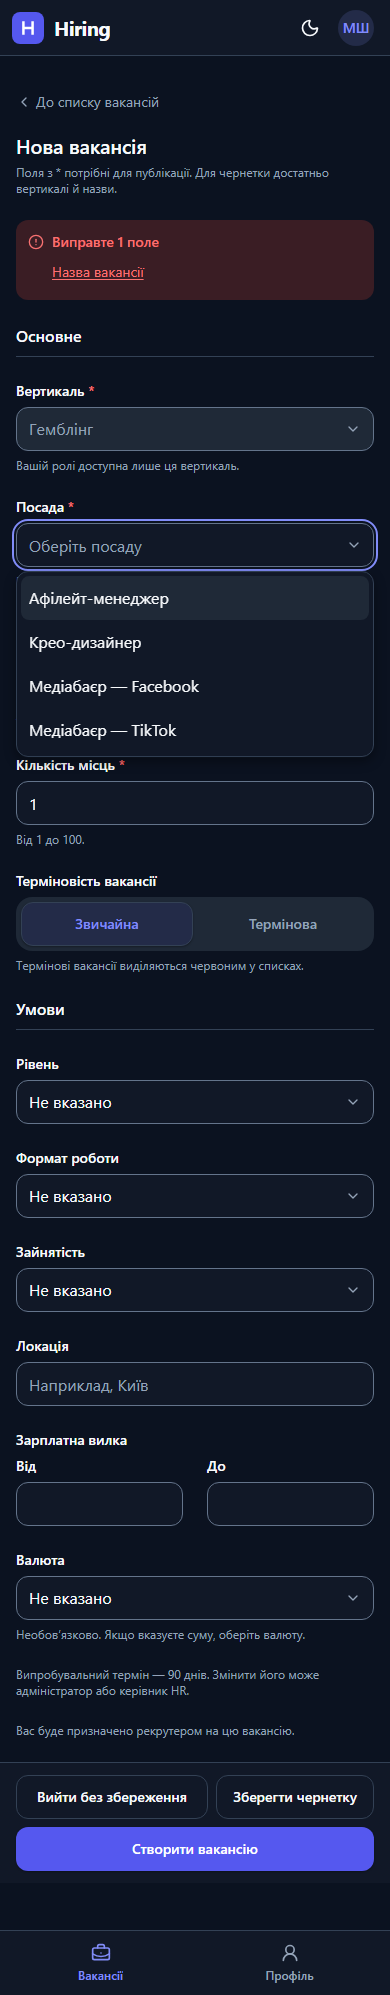 H Hiring МШ
До списку вакансій
Нова вакансія
Поля з * потрібні для публікації. Для чернетки достатньо
вертикалі й назви.
Виправте 1 поле
Назва вакансії
Основне
Вертикаль *
Гемблінг
Вашій ролі доступна лише ця вертикаль.
Посада *
Оберіть посаду
Афілейт-менеджер
Крео-дизайнер
Медіабаєр — Facebook
Медіабаєр — TikTok
Кількість місць *
1
Від 1 до 100.
Терміновість вакансії
Звичайна Термінова
Термінові вакансії виділяються червоним у списках.
Умови
Рівень
Не вказано
Формат роботи
Не вказано
Зайнятість
Не вказано
Локація
Наприклад, Київ
Зарплатна вилка
Від До
Валюта
Не вказано
Необов'язково. Якщо вказуєте суму, оберіть валюту.
Випробувальний термін — 90 днів. Змінити його може
адміністратор або керівник HR.
Вас буде призначено рекрутером на цю вакансію.
Вийти без збереження Зберегти чернетку
Створити вакансію
Вакансії Профіль